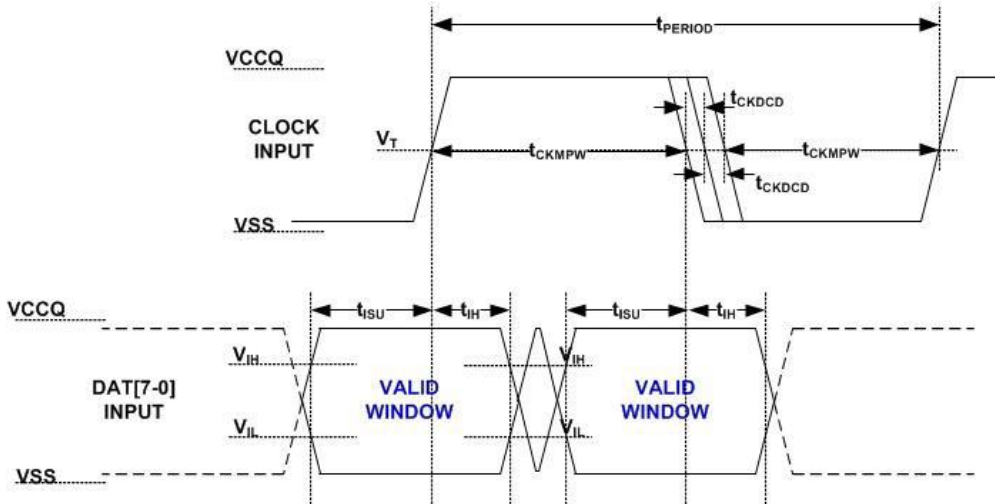 tPERIOD
VCCQ
tCKDCD
CLOCK
INPUT
VT
tCKMPW
tCKMPW
tCKDCD
VSS
VCCQ
tISU
tIH
tISU
tIH
VIH
VIH
DAT[7-0]
INPUT
VALID
WINDOW
VALID
WINDOW
VIL
VIL
VSS